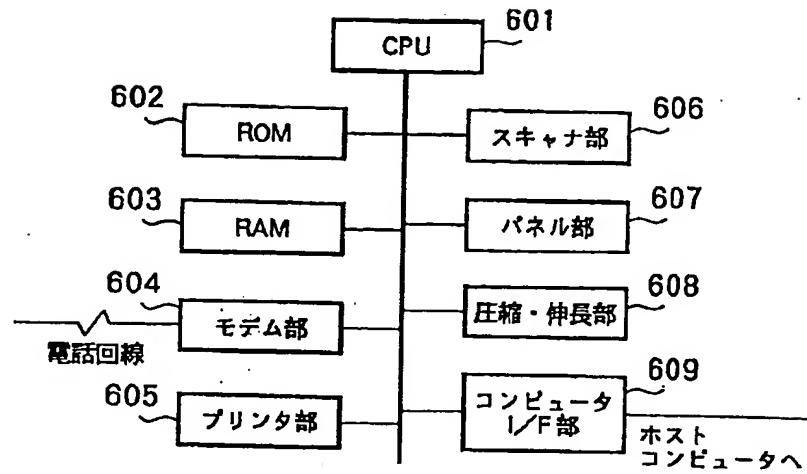 601
CPU
602
ROM
606
スキャナ部
603
RAM
607
パネル部
604
モデム部
電話回線
608
圧縮・伸長部
605
プリンタ部
609
コンピュータ
I/F部
ホスト
コンピュータへ